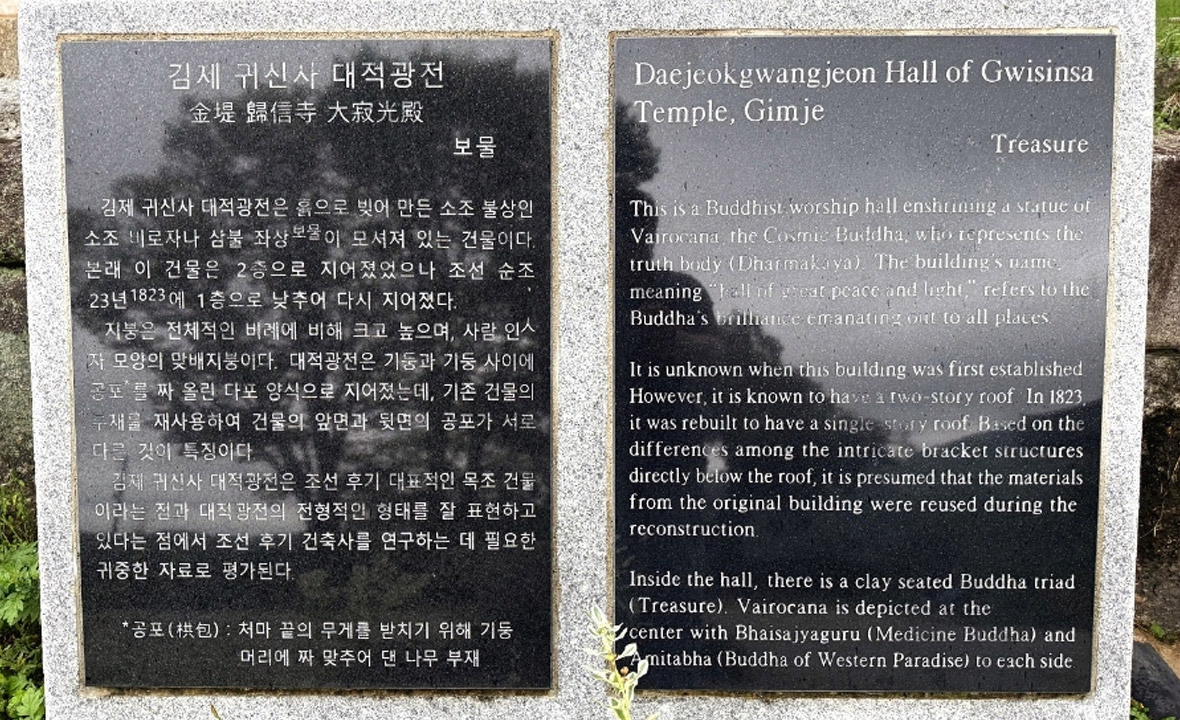 김제 귀신사 대적광전
金堤 歸信寺 大寂光殿
보물
김제 귀신사 대적광전은 흙으로 빚어 만든 소조 불상인
소조 비로자나 삼불 좌상보물이 모셔져 있는 건물이다.
본래 이 건물은 2층으로 지어졌었으나 조선 순조
23년1823에 1층으로 낮추어 다시 지어졌다.
지붕은 전체적인 비례에 비해 크고 높으며, 사람 인人
자 모양의 맞배지붕이다. 대적광전은 기둥과 기둥 사이에
공포*를 짜 올린 다포 양식으로 지어졌는데, 기존 건물의
부재를 재사용하여 건물의 앞면과 뒷면의 공포가 서로
다른 것이 특징이다.
김제 귀신사 대적광전은 조선 후기 대표적인 목조 건물
이라는 점과 대적광전의 전형적인 형태를 잘 표현하고
있다는 점에서 조선 후기 건축사를 연구하는 데 필요한
귀중한 자료로 평가된다.
*공포(栱包) : 처마 끝의 무게를 받치기 위해 기둥
머리에 짜 맞추어 댄 나무 부재
Daejeokgwangjeon Hall of Gwisinsa
Temple, Gimje
Treasure
This is a Buddhist worship hall enshrining a statue of
Vairocana, the Cosmic Buddha, who represents the
truth body (Dharmakaya). The building's name,
meaning "hall of great peace and light," refers to the
Buddha's brilliance emanating out to all places.
It is unknown when this building was first established.
However, it is known to have a two-story roof. In 1823,
it was rebuilt to have a single-story roof. Based on the
differences among the intricate bracket structures
directly below the roof, it is presumed that the materials
from the original building were reused during the
reconstruction.
Inside the hall, there is a clay seated Buddha triad
(Treasure). Vairocana is depicted at the
center with Bhaisajyaguru (Medicine Buddha) and
Amitabha (Buddha of Western Paradise) to each side.